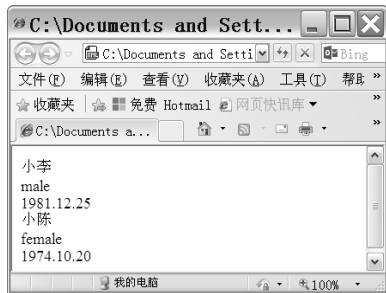 C:\Documents and Sett...
C:\Documents and Setti
Bing
文件(F) 编辑(E) 查看(V) 收藏夹(A) 工具(T) 帮助 »
收藏夹 免费 Hotmail 网页快讯库 »
C:\Documents a... »
小李
male
1981.12.25
小陈
female
1974.10.20
我的电脑 100%